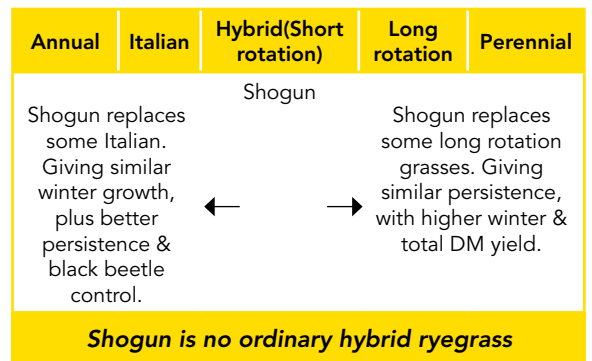 Annual
Italian
Hybrid(Short
rotation)
Long
rotation
Perennial
Shogun
Shogun replaces
some Italian.
Giving similar
winter growth,
plus better
persistence &
black beetle
control.
Shogun replaces
some long rotation
grasses. Giving
similar persistence,
with higher winter &
total DM yield.
Shogun is no ordinary hybrid ryegrass